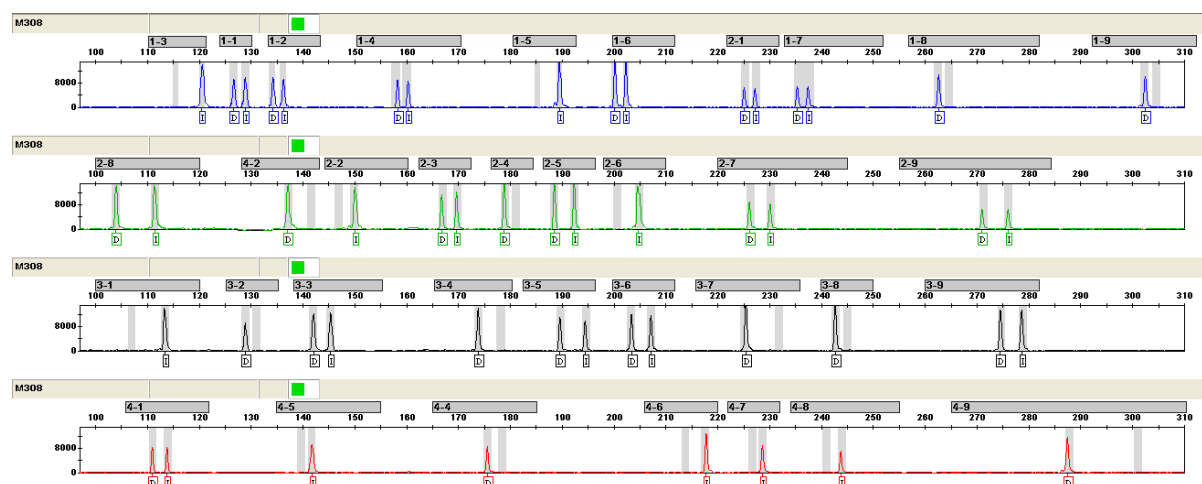 M308
100 110 120 130 140 150 160 170 180 190 200 210 220 230 240 250 260 270 280 290 300 310
1-3 1-1 1-2 1-4 1-5 1-6 2-1 1-7 1-8 1-9
8000
0
I D I D I D I I D I D I D I D D
M308
2-8 4-2 2-2 2-3 2-4 2-5 2-6 2-7 2-9
100 110 120 130 140 150 160 170 180 190 200 210 220 230 240 250 260 270 280 290 300 310
8000
0
D I D I D I D D I I D I D I
M308
3-1 3-2 3-3 3-4 3-5 3-6 3-7 3-8 3-9
100 110 120 130 140 150 160 170 180 190 200 210 220 230 240 250 260 270 280 290 300 310
8000
0
I D D I D D I D I D D D I
M308
4-1 4-5 4-4 4-6 4-7 4-8 4-9
100 110 120 130 140 150 160 170 180 190 200 210 220 230 240 250 260 270 280 290 300 310
8000
0
D I I D I I I D